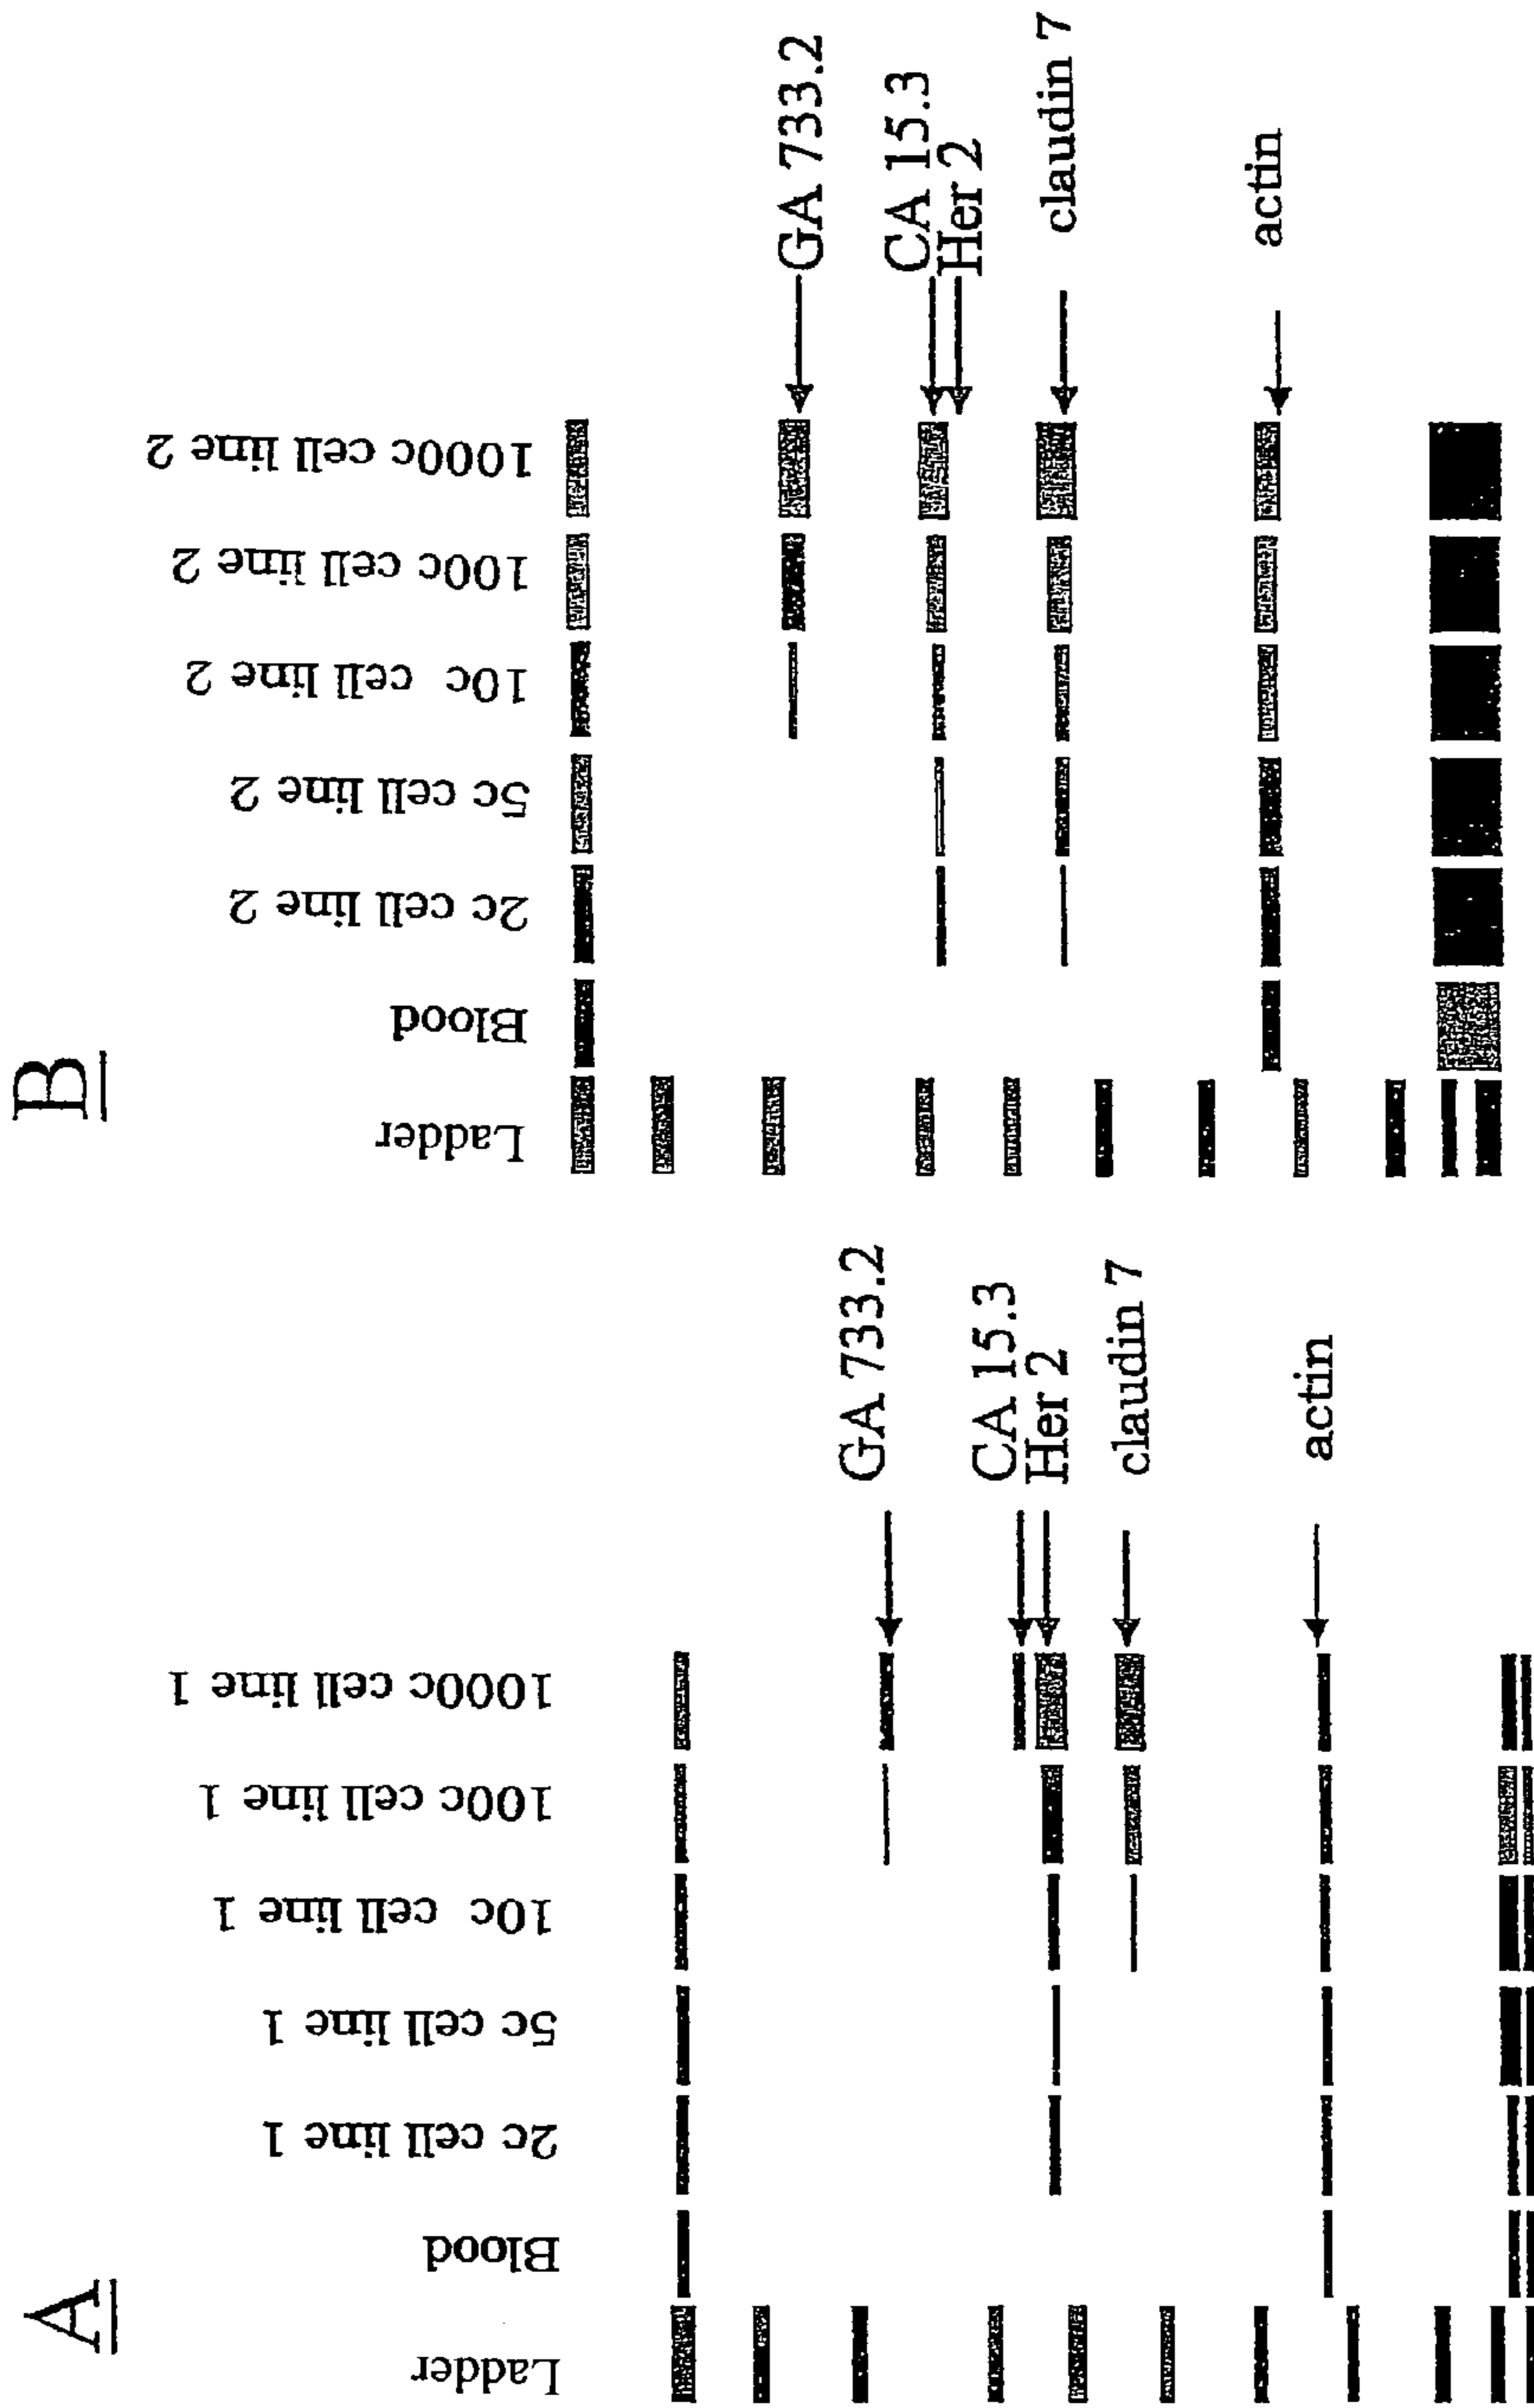 A
Ladder
Blood
2c cell line 1
5c cell line 1
10c cell line 1
100c cell line 1
1000c cell line 1
GA 733.2
CA 15.3
Her 2
claudin 7
actin
B
Ladder
Blood
2c cell line 2
5c cell line 2
10c cell line 2
100c cell line 2
1000c cell line 2
GA 733.2
CA 15.3
Her 2
claudin 7
actin